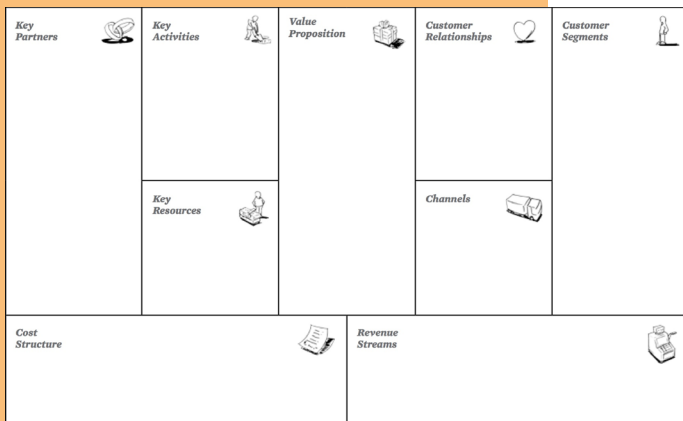 Key
Partners
Key
Activities
Value
Proposition
Customer
Relationships
Customer
Segments
Key
Resources
Channels
Cost
Structure
Revenue
Streams